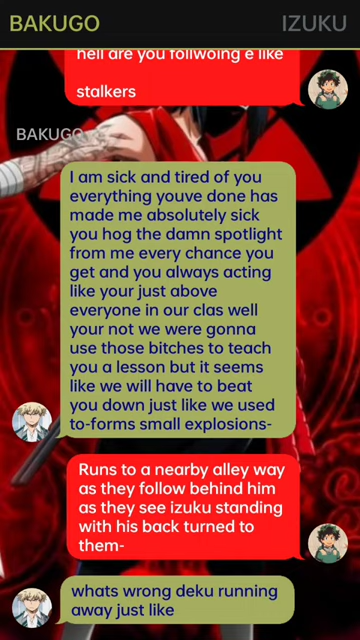 BAKUGO
IZUKU
hell are you follwoing e like
stalkers
BAKUGO
I am sick and tired of you
everything youve done has
made me absolutely sick
you hog the damn spotlight
from me every chance you
get and you always acting
like your just above
everyone in our clas well
your not we were gonna
use those bitches to teach
you a lesson but it seems
like we will have to beat
you down just like we used
to-forms small explosions-
Runs to a nearby alley way
as they follow behind him
as they see izuku standing
with his back turned to
them-
whats wrong deku running
away just like